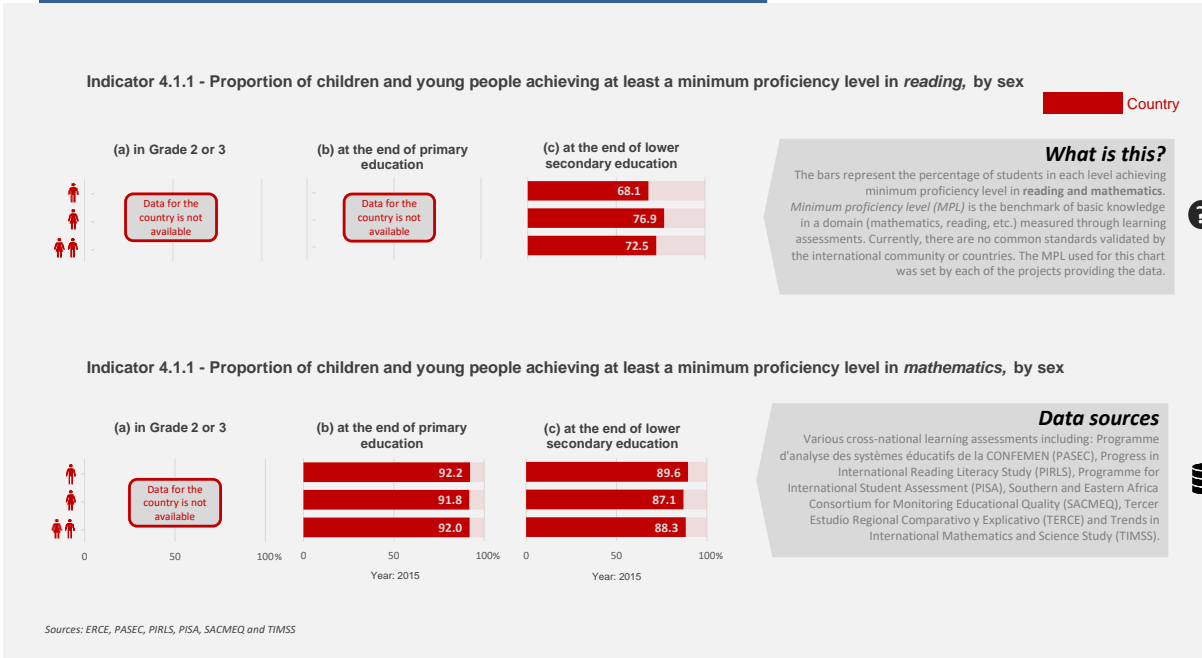 Indicator 4.1.1 - Proportion of children and young people achieving at least a minimum proficiency level in reading, by sex
Country
(a) in Grade 2 or 3
Data for the
country is not
available
(b) at the end of primary
education
Data for the
country is not
available
(c) at the end of lower
secondary education
68.1
76.9
72.5
0 50 100%
What is this?
The bars represent the percentage of students in each level achieving
minimum proficiency level in reading and mathematics.
Minimum proficiency level (MPL) is the benchmark of basic knowledge
in a domain (mathematics, reading, etc.) measured through learning
assessments. Currently, there are no common standards validated by
the international community or countries. The MPL used for this chart
was set by each of the projects providing the data.
?
Indicator 4.1.1 - Proportion of children and young people achieving at least a minimum proficiency level in mathematics, by sex
(a) in Grade 2 or 3
Data for the
country is not
available
0 50 100%
(b) at the end of primary
education
92.2
91.8
92.0
0 50 100%
Year: 2015
(c) at the end of lower
secondary education
89.6
87.1
88.3
0 50 100%
Year: 2015
Data sources
Various cross-national learning assessments including: Programme
d'analyse des systèmes éducatifs de la CONFEMEN (PASEC), Progress in
International Reading Literacy Study (PIRLS), Programme for
International Student Assessment (PISA), Southern and Eastern Africa
Consortium for Monitoring Educational Quality (SACMEQ), Tercer
Estudio Regional Comparativo y Explicativo (TERCE) and Trends in
International Mathematics and Science Study (TIMSS).
Sources: ERCE, PASEC, PIRLS, PISA, SACMEQ and TIMSS